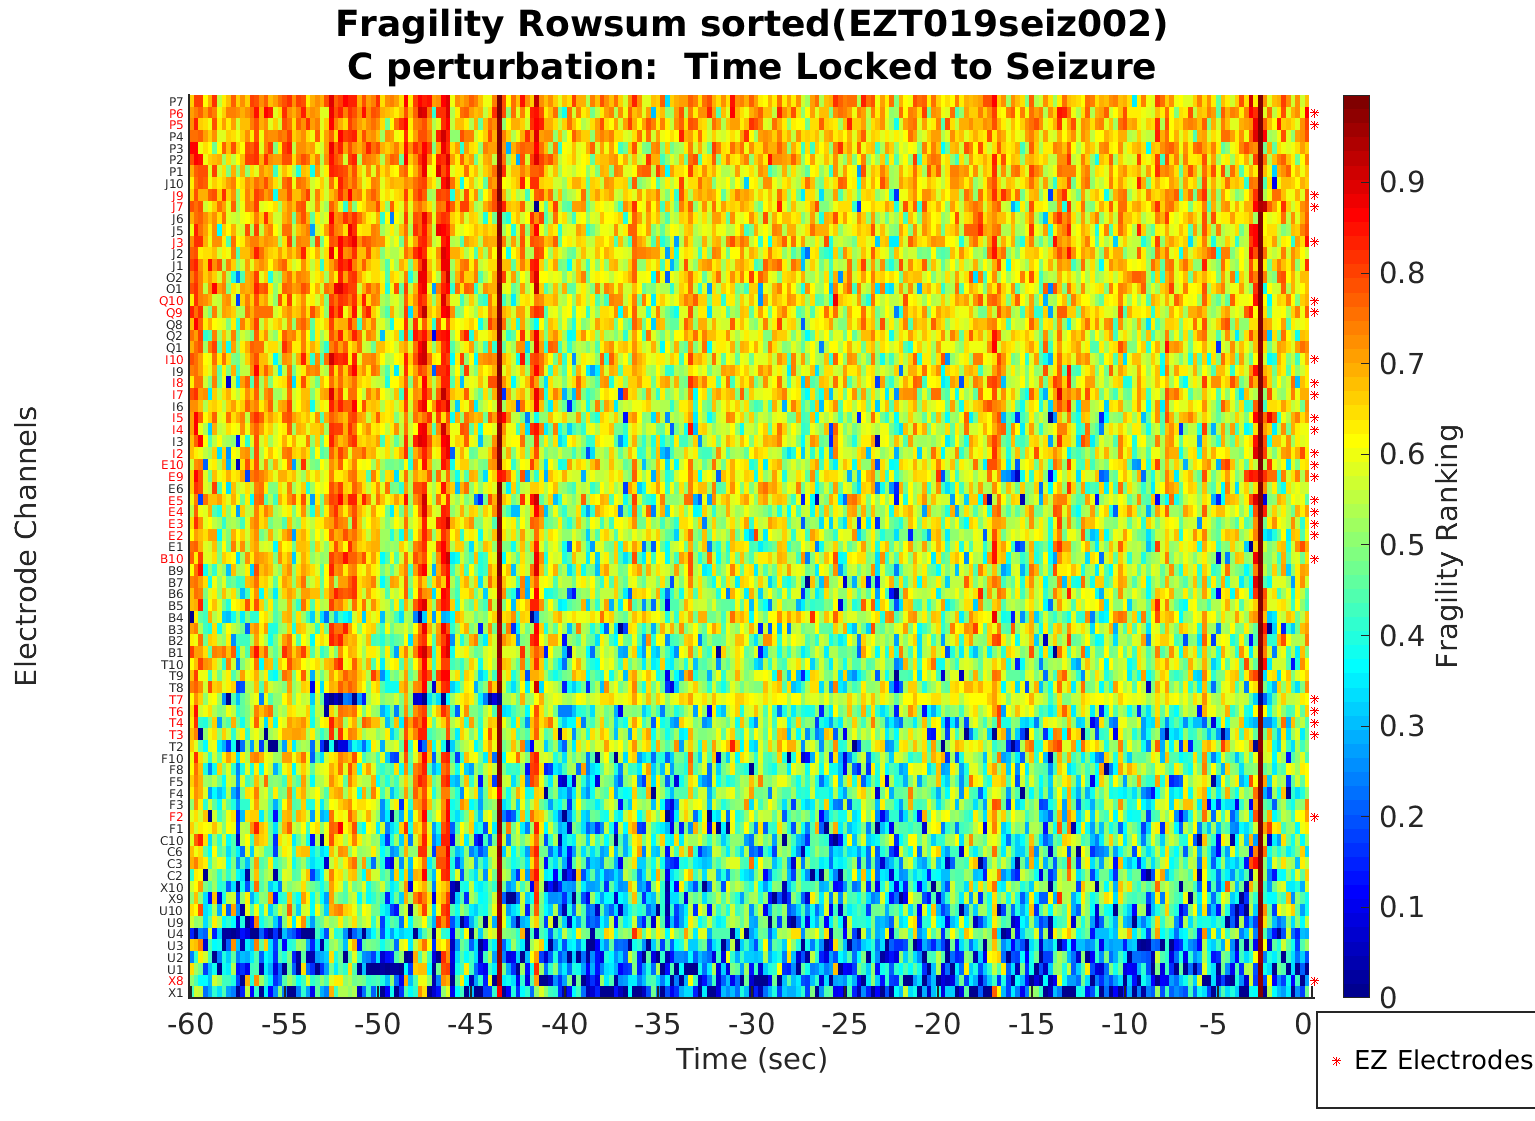 Fragility Rowsum sorted(EZT019seiz002)
C perturbation:  Time Locked to Seizure
Electrode Channels
P7
P6
P5
P4
P3
P2
P1
J10
J9
J7
J6
J5
J3
J2
J1
O2
O1
Q10
Q9
Q8
Q2
Q1
I10
I9
I8
I7
I6
I5
I4
I3
I2
E10
E9
E6
E5
E4
E3
E2
E1
B10
B9
B7
B6
B5
B4
B3
B2
B1
T10
T9
T8
T7
T6
T4
T3
T2
F10
F8
F5
F4
F3
F2
F1
C10
C6
C3
C2
X10
X9
U10
U9
U4
U3
U2
U1
X8
X1
-60 -55 -50 -45 -40 -35 -30 -25 -20 -15 -10 -5 0
Time (sec)
0.9
0.8
0.7
0.6
0.5
0.4
0.3
0.2
0.1
0
Fragility Ranking
EZ Electrodes